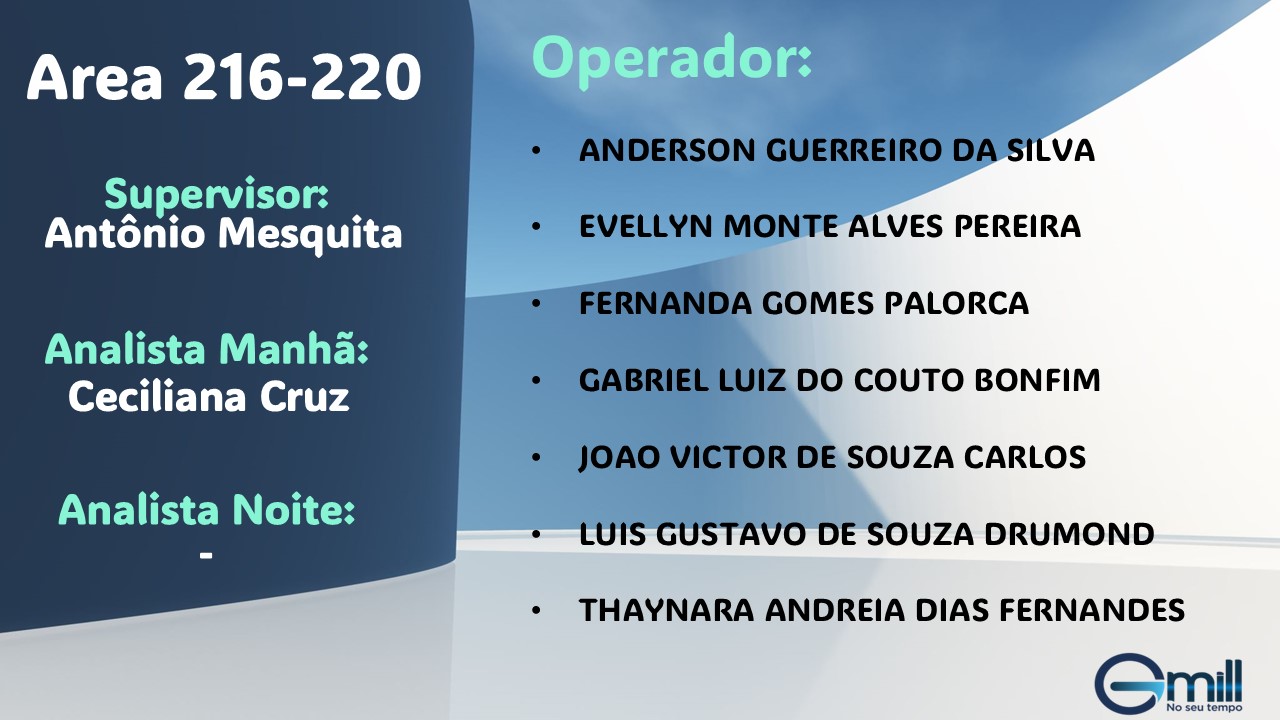 Area 216-220
Supervisor:
Antônio Mesquita
Analista Manhã:
Ceciliana Cruz
Analista Noite:
-
Operador:
• ANDERSON GUERREIRO DA SILVA
• EVELLYN MONTE ALVES PEREIRA
• FERNANDA GOMES PALORCA
• GABRIEL LUIZ DO COUTO BONFIM
• JOAO VICTOR DE SOUZA CARLOS
• LUIS GUSTAVO DE SOUZA DRUMOND
• THAYNARA ANDREIA DIAS FERNANDES
Gmill
No seu tempo